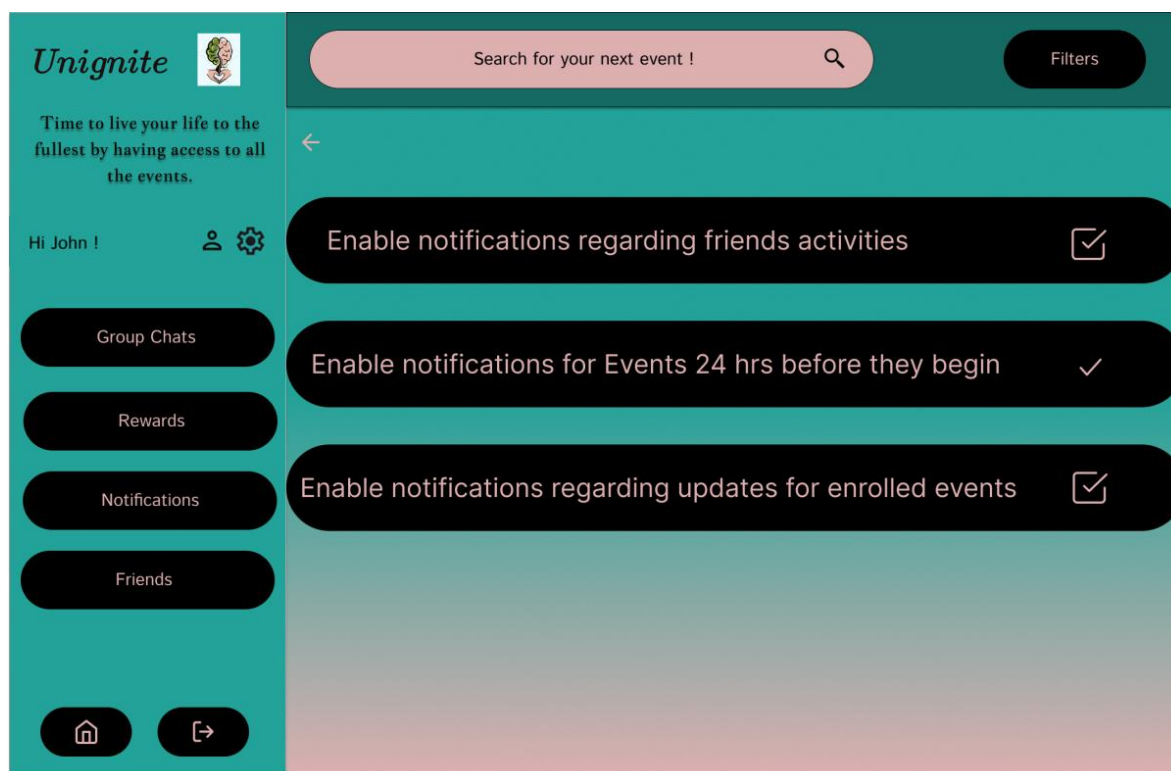 Unignite
Time to live your life to the
fullest by having access to all
the events.
Hi John !
Group Chats
Rewards
Notifications
Friends
Search for your next event !
Filters
Enable notifications regarding friends activities
Enable notifications for Events 24 hrs before they begin
Enable notifications regarding updates for enrolled events